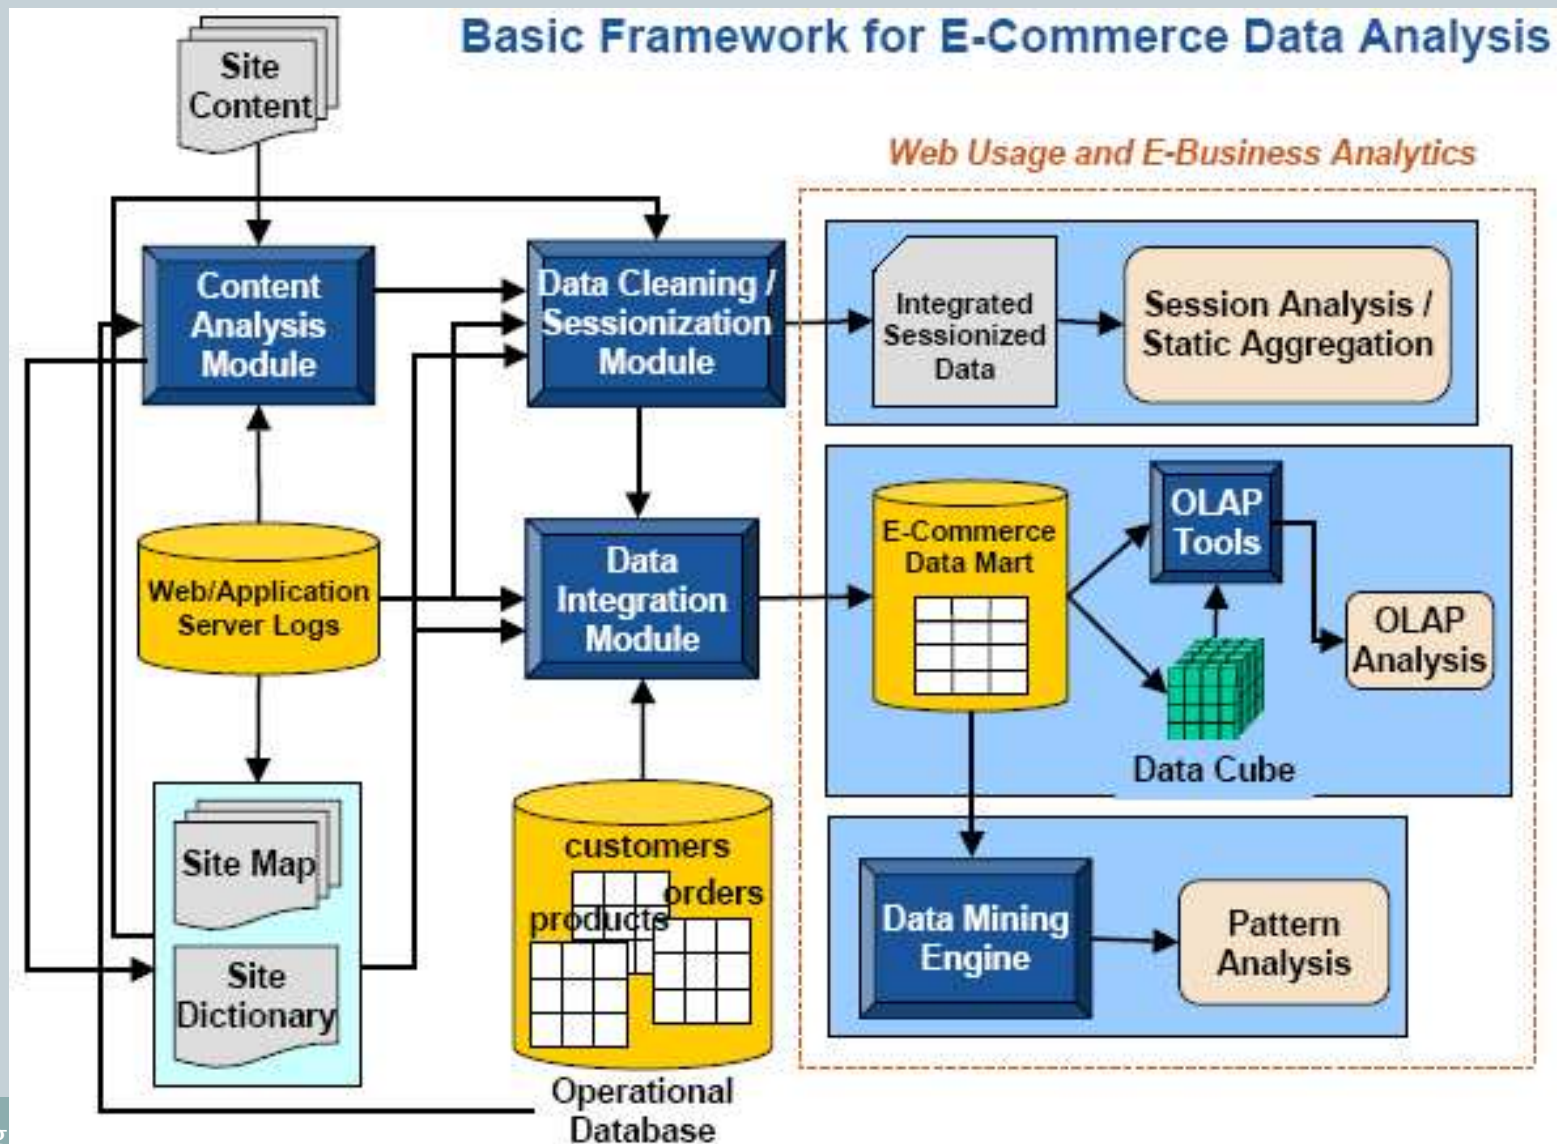 Basic Framework for E-Commerce Data Analysis
Site
Content
Web Usage and E-Business Analytics
Content
Analysis
Module
Data Cleaning /
Sessionization
Module
Integrated
Sessionized
Data
Session Analysis /
Static Aggregation
Web/Application
Server Logs
Data
Integration
Module
E-Commerce
Data Mart
OLAP
Tools
OLAP
Analysis
Data Cube
Site Map
Site
Dictionary
customers
orders
products
Operational
Database
Data Mining
Engine
Pattern
Analysis